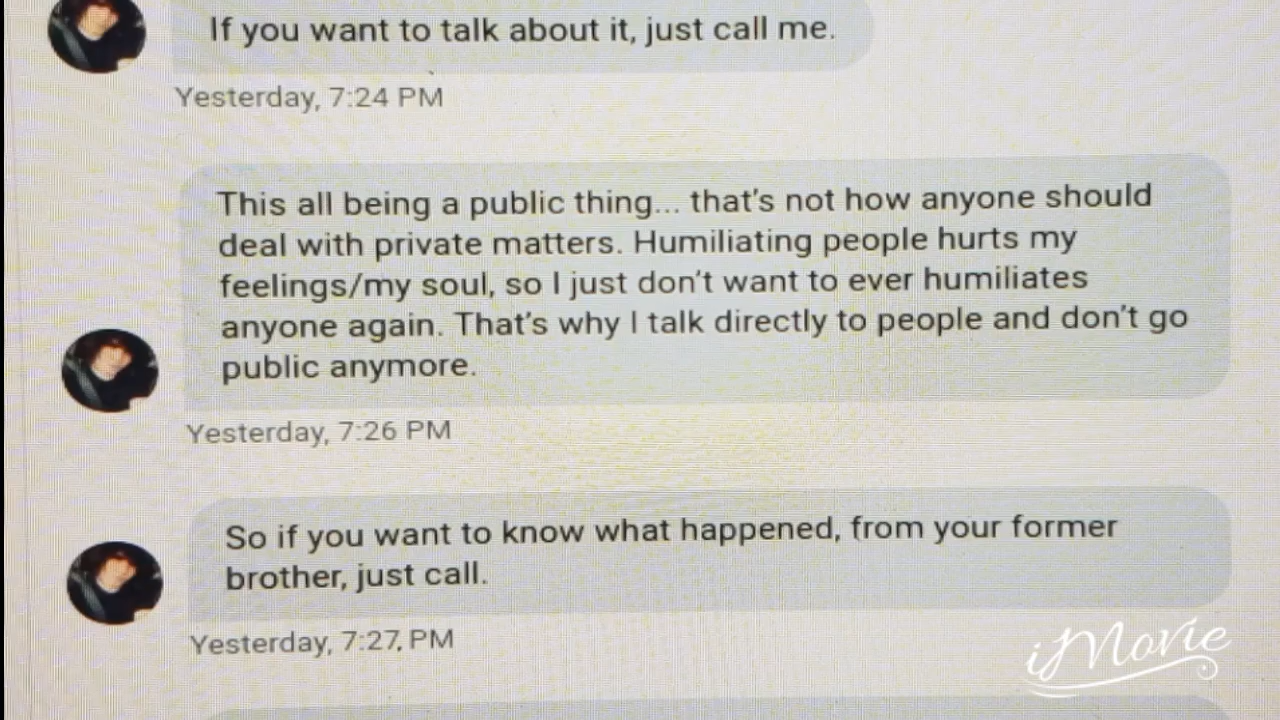 If you want to talk about it, just call me.
Yesterday, 7:24 PM
This all being a public thing... that's not how anyone should
deal with private matters. Humiliating people hurts my
feelings/my soul, so I just don't want to ever humiliates
anyone again. That's why I talk directly to people and don't go
public anymore.
Yesterday, 7:26 PM
So if you want to know what happened, from your former
brother, just call.
Yesterday, 7:27, PM
iMovie